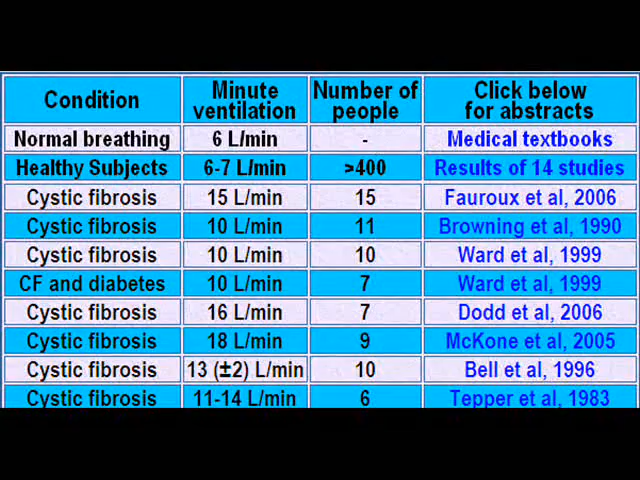 Condition Minute ventilation Number of people Click below for abstracts
Normal breathing 6 L/min - Medical textbooks
Healthy Subjects 6-7 L/min >400 Results of 14 studies
Cystic fibrosis 15 L/min 15 Fauroux et al, 2006
Cystic fibrosis 10 L/min 11 Browning et al, 1990
Cystic fibrosis 10 L/min 10 Ward et al, 1999
CF and diabetes 10 L/min 7 Ward et al, 1999
Cystic fibrosis 16 L/min 7 Dodd et al, 2006
Cystic fibrosis 18 L/min 9 McKone et al, 2005
Cystic fibrosis 13 (±2) L/min 10 Bell et al, 1996
Cystic fibrosis 11-14 L/min 6 Tepper et al, 1983